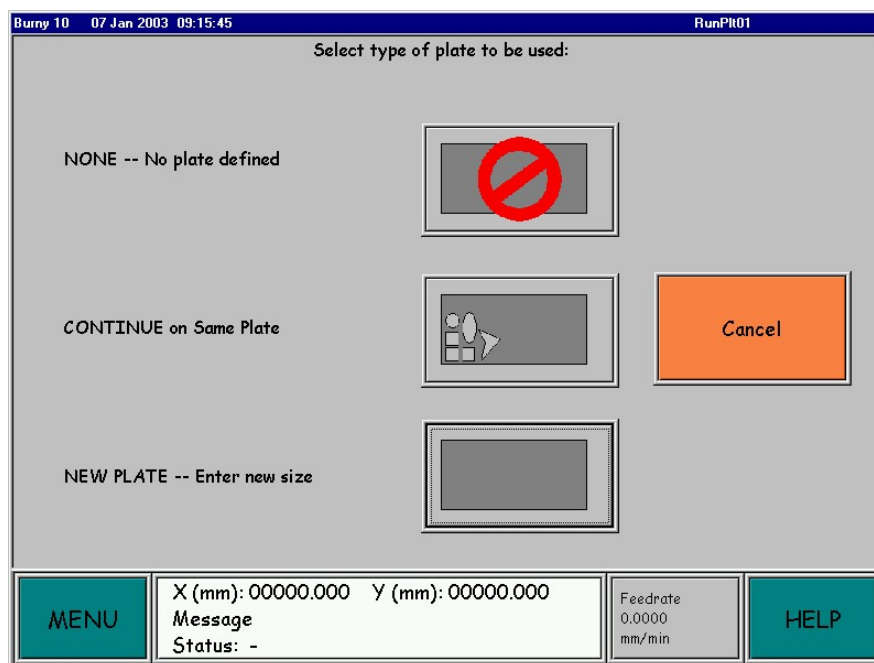 Burny 10 07 Jan 2003 09:15:45 RunPlt01
Select type of plate to be used:
NONE -- No plate defined
CONTINUE on Same Plate
Cancel
NEW PLATE -- Enter new size
MENU
X (mm): 00000.000 Y (mm): 00000.000
Message
Status: -
Feedrate
0.0000
mm/min
HELP